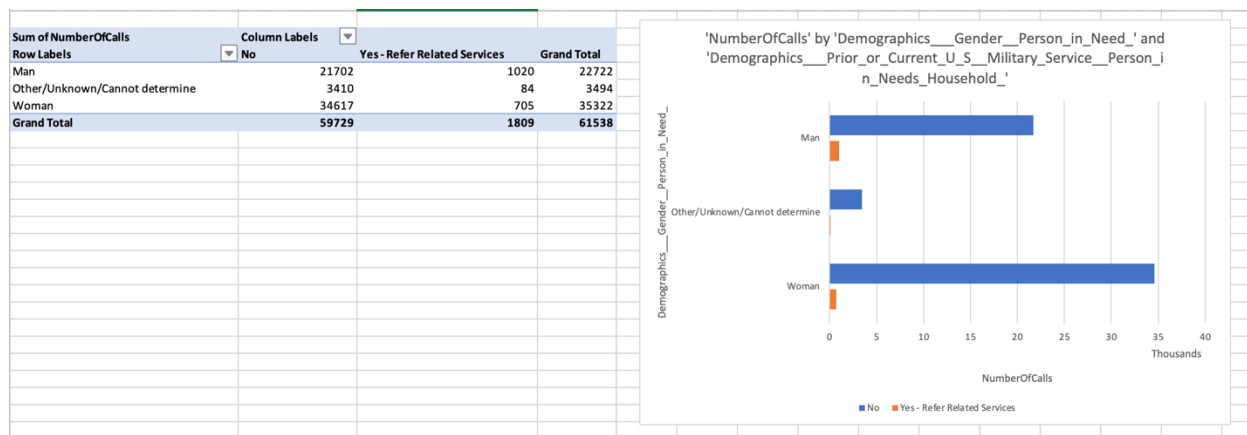 Sum of NumberOfCalls Column Labels
Row Labels No Yes - Refer Related Services Grand Total
Man 21702 1020 22722
Other/Unknown/Cannot determine 3410 84 3494
Woman 34617 705 35322
Grand Total 59729 1809 61538
'NumberOfCalls' by 'Demographics___Gender__Person_in_Need_' and
'Demographics___Prior_or_Current_U_S__Military_Service__Person_i
n_Needs_Household_'
Demographics___Gender__Person_in_Need_
Man
Other/Unknown/Cannot determine
Woman
0 5 10 15 20 25 30 35 40
Thousands
NumberOfCalls
No Yes - Refer Related Services